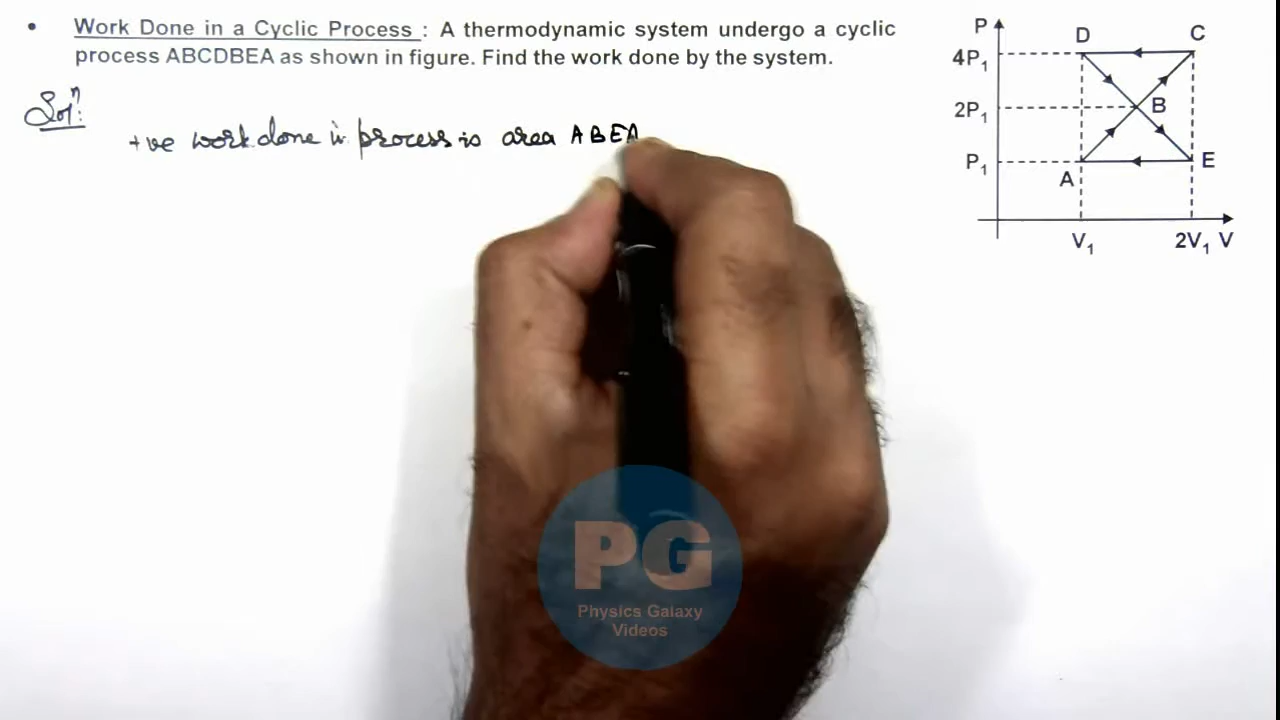 • Work Done in a Cyclic Process : A thermodynamic system undergo a cyclic
process ABCDBEA as shown in figure. Find the work done by the system.
Solⁿ:
+ve work done in process is area ABEA
P
D
C
4P₁
2P₁
B
P₁
E
A
V₁
2V₁ V
PG
Physics Galaxy
Videos